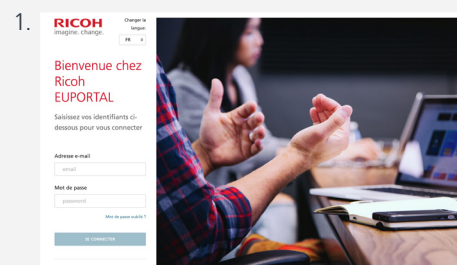 1.
RICOH
imagine. change.
Changer la
langue:
FR
Bienvenue chez
Ricoh
EUPORTAL
Saisissez vos identifiants ci-
dessous pour vous connecter
Adresse e-mail
email
Mot de passe
password
Mot de passe oublié ?
SE CONNECTER